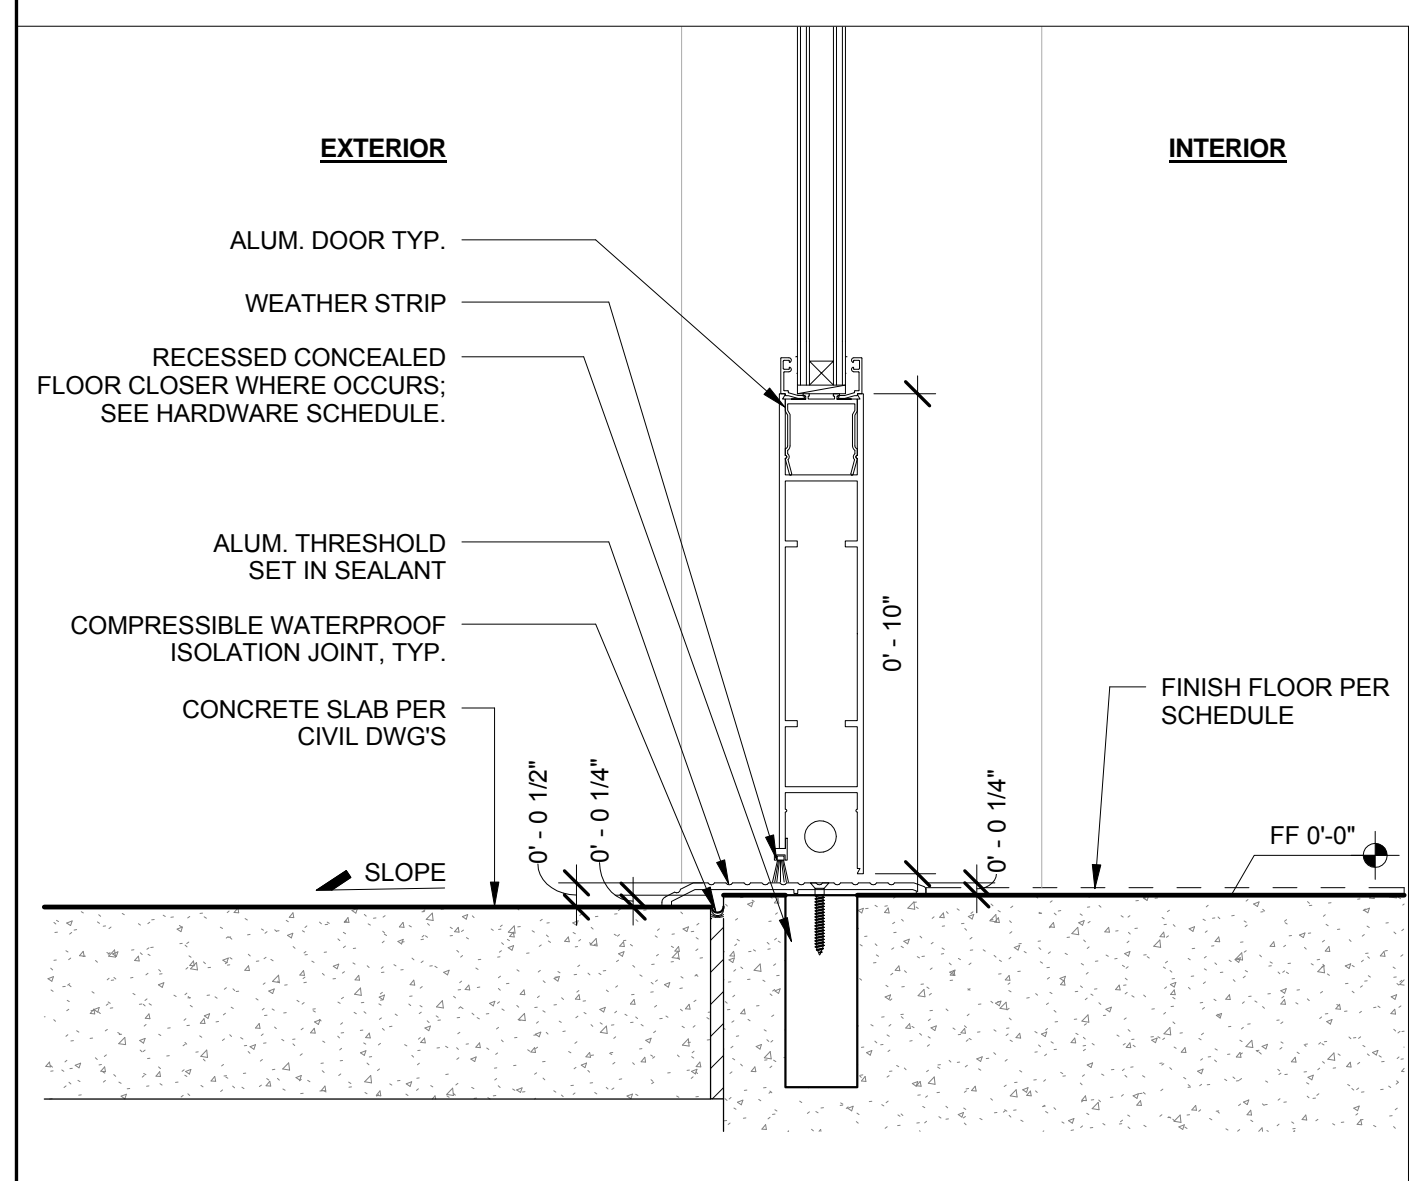 EXTERIOR
INTERIOR
ALUM. DOOR TYP.
WEATHER STRIP
RECESSED CONCEALED
FLOOR CLOSER WHERE OCCURS;
SEE HARDWARE SCHEDULE.
ALUM. THRESHOLD
SET IN SEALANT
COMPRESSIBLE WATERPROOF
ISOLATION JOINT, TYP.
CONCRETE SLAB PER
CIVIL DWG'S
0' - 10"
FINISH FLOOR PER
SCHEDULE
0' - 0 1/2"
0' - 0 1/4"
0' - 0 1/4"
FF 0'-0"
SLOPE